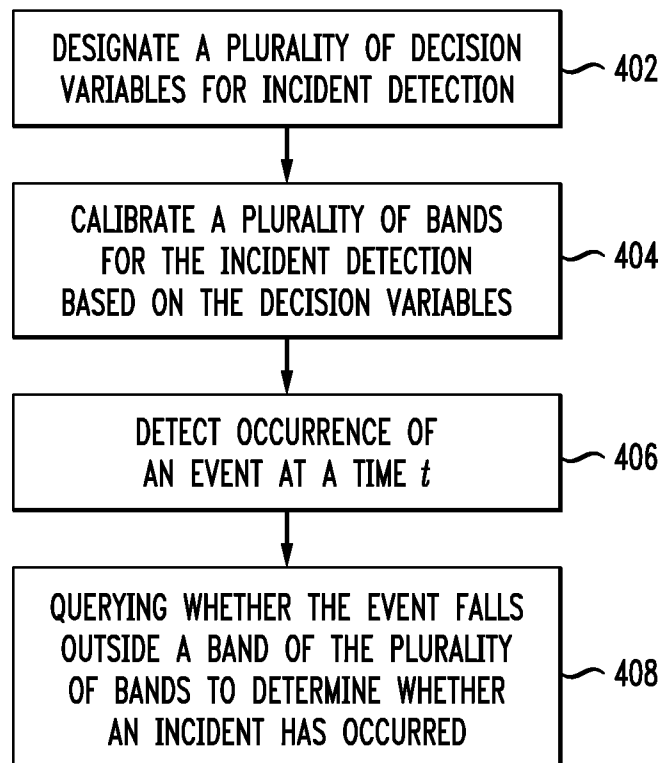 DESIGNATE A PLURALITY OF DECISION
VARIABLES FOR INCIDENT DETECTION
402
CALIBRATE A PLURALITY OF BANDS
FOR THE INCIDENT DETECTION
BASED ON THE DECISION VARIABLES
404
DETECT OCCURRENCE OF
AN EVENT AT A TIME t
406
QUERYING WHETHER THE EVENT FALLS
OUTSIDE A BAND OF THE PLURALITY
OF BANDS TO DETERMINE WHETHER
AN INCIDENT HAS OCCURRED
408